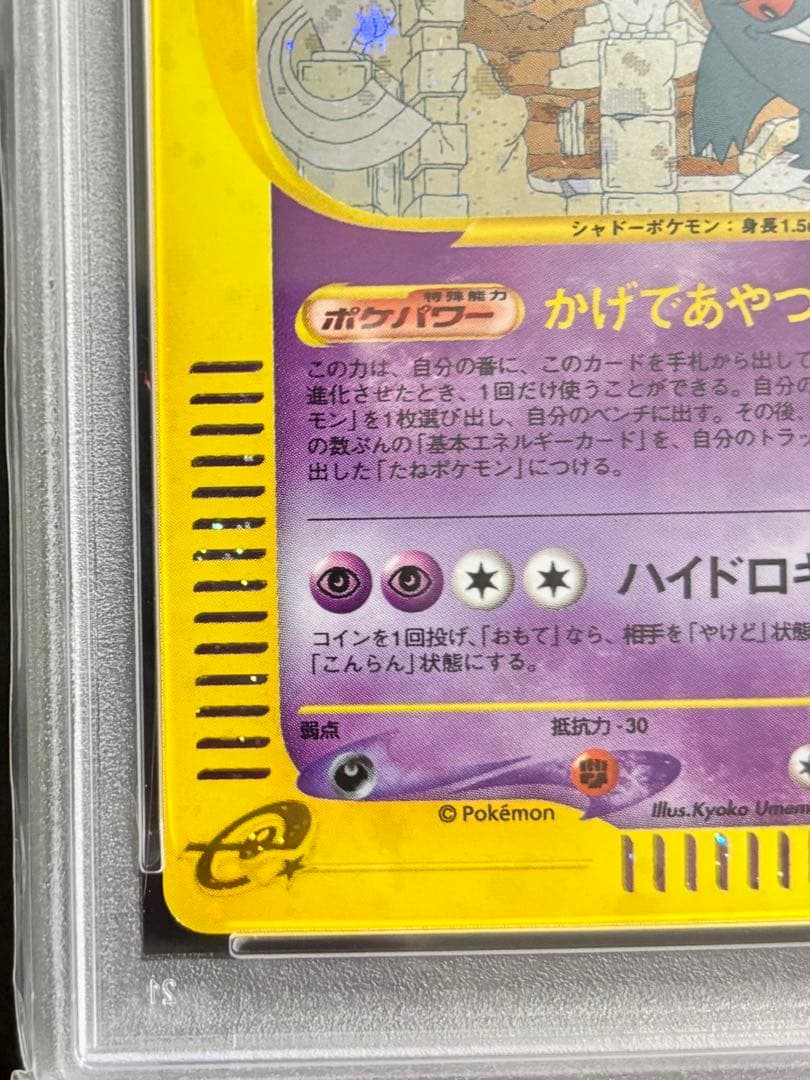 シャドーポケモン：身長1.5
特殊能力
ポケパワー かげであやつ
この力は、自分の番に、このカードを手札から出して
進化させたとき、1回だけ使うことができる。自分の
モン」を1枚選び出し、自分のベンチに出す。その後、
の数ぶんの「基本エネルギーカード」を、自分のトラッ
出した「たねポケモン」につける。
ハイドロキ
コインを1回投げ、「おもて」なら、相手を「やけど」状態
「こんらん」状態にする。
弱点 抵抗力 - 30
© Pokémon Illus.Kyoko Umem
e
21